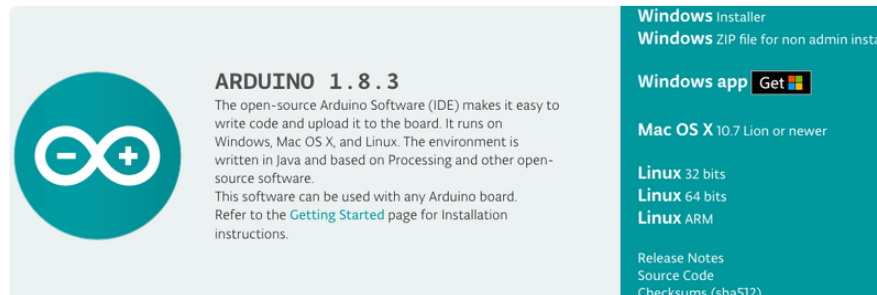 ARDUINO 1.8.3
The open-source Arduino Software (IDE) makes it easy to
write code and upload it to the board. It runs on
Windows, Mac OS X, and Linux. The environment is
written in Java and based on Processing and other open-
source software.
This software can be used with any Arduino board.
Refer to the Getting Started page for Installation
instructions.
Windows Installer
Windows ZIP file for non admin
Windows app Get
Mac OS X 10.7 Lion or newer
Linux 32 bits
Linux 64 bits
Linux ARM
Release Notes
Source Code
Checksums (sha512)